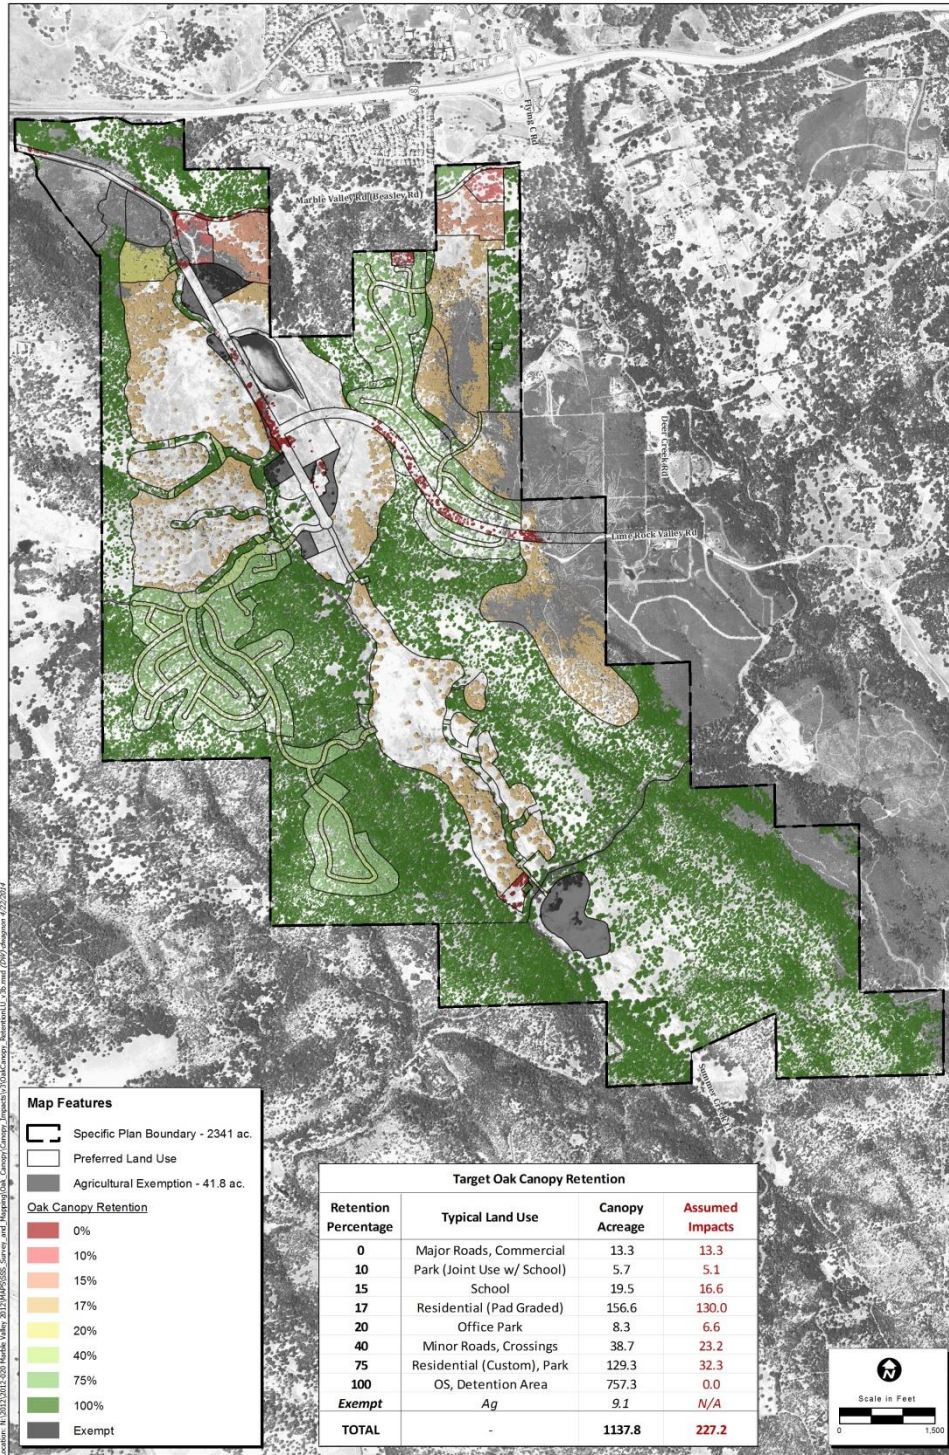 50
Flying C Rd
Marble Valley Rd (Beasley Rd)
Deer Creek Rd
Lime Rock Valley Rd
Map Features
Specific Plan Boundary - 2341 ac.
Preferred Land Use
Agricultural Exemption - 41.8 ac.
Oak Canopy Retention
0%
10%
15%
17%
20%
40%
75%
100%
Exempt
Target Oak Canopy Retention
Retention Percentage Typical Land Use Canopy Acreage Assumed Impacts
0 Major Roads, Commercial 13.3 13.3
10 Park (Joint Use w/ School) 5.7 5.1
15 School 19.5 16.6
17 Residential (Pad Graded) 156.6 130.0
20 Office Park 8.3 6.6
40 Minor Roads, Crossings 38.7 23.2
75 Residential (Custom), Park 129.3 32.3
100 OS, Detention Area 757.3 0.0
Exempt Ag 9.1 N/A
TOTAL - 1137.8 227.2
Scale in Feet
0 1,500